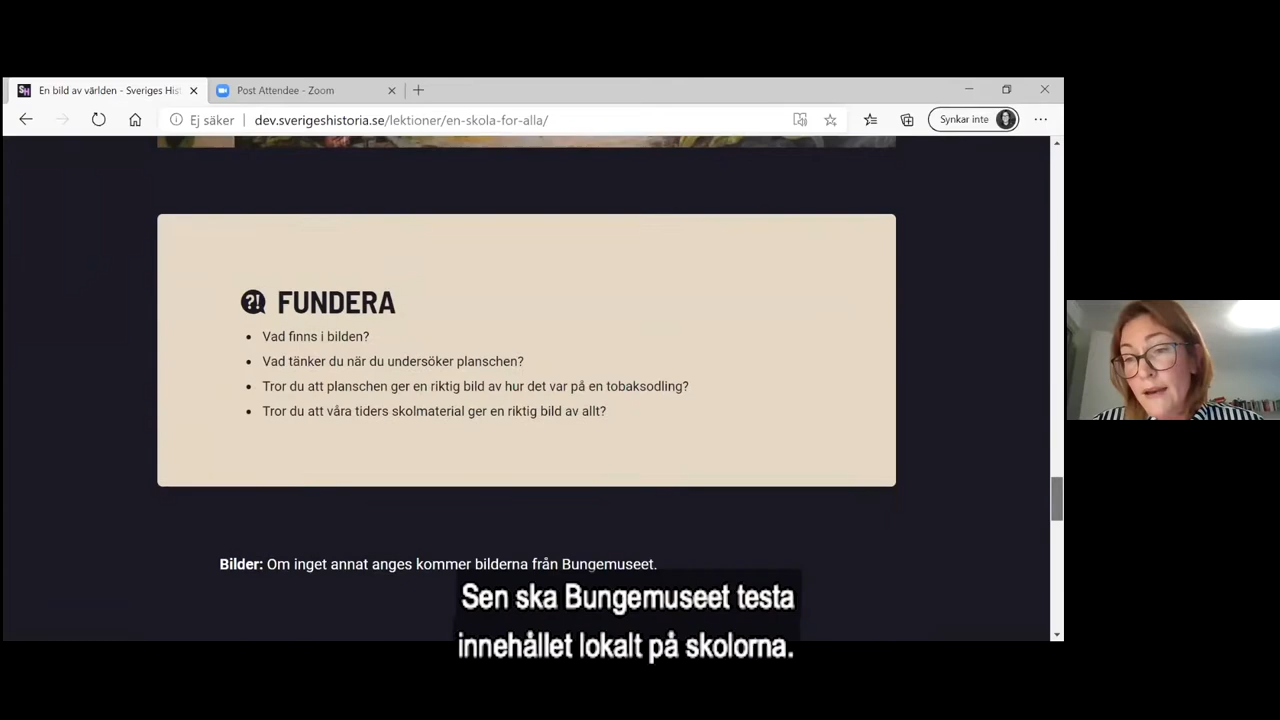 En bild av världen - Sveriges His
Post Attendee - Zoom
Ej säker
dev.sverigeshistoria.se/lektioner/en-skola-for-alla/
Synkar inte
FUNDERA
Vad finns i bilden?
Vad tänker du när du undersöker planschen?
Tror du att planschen ger en riktig bild av hur det var på en tobaksodling?
Tror du att våra tiders skolmaterial ger en riktig bild av allt?
Bilder: Om inget annat anges kommer bilderna från Bungemuseet.
Sen ska Bungemuseet testa
innehållet lokalt på skolorna.